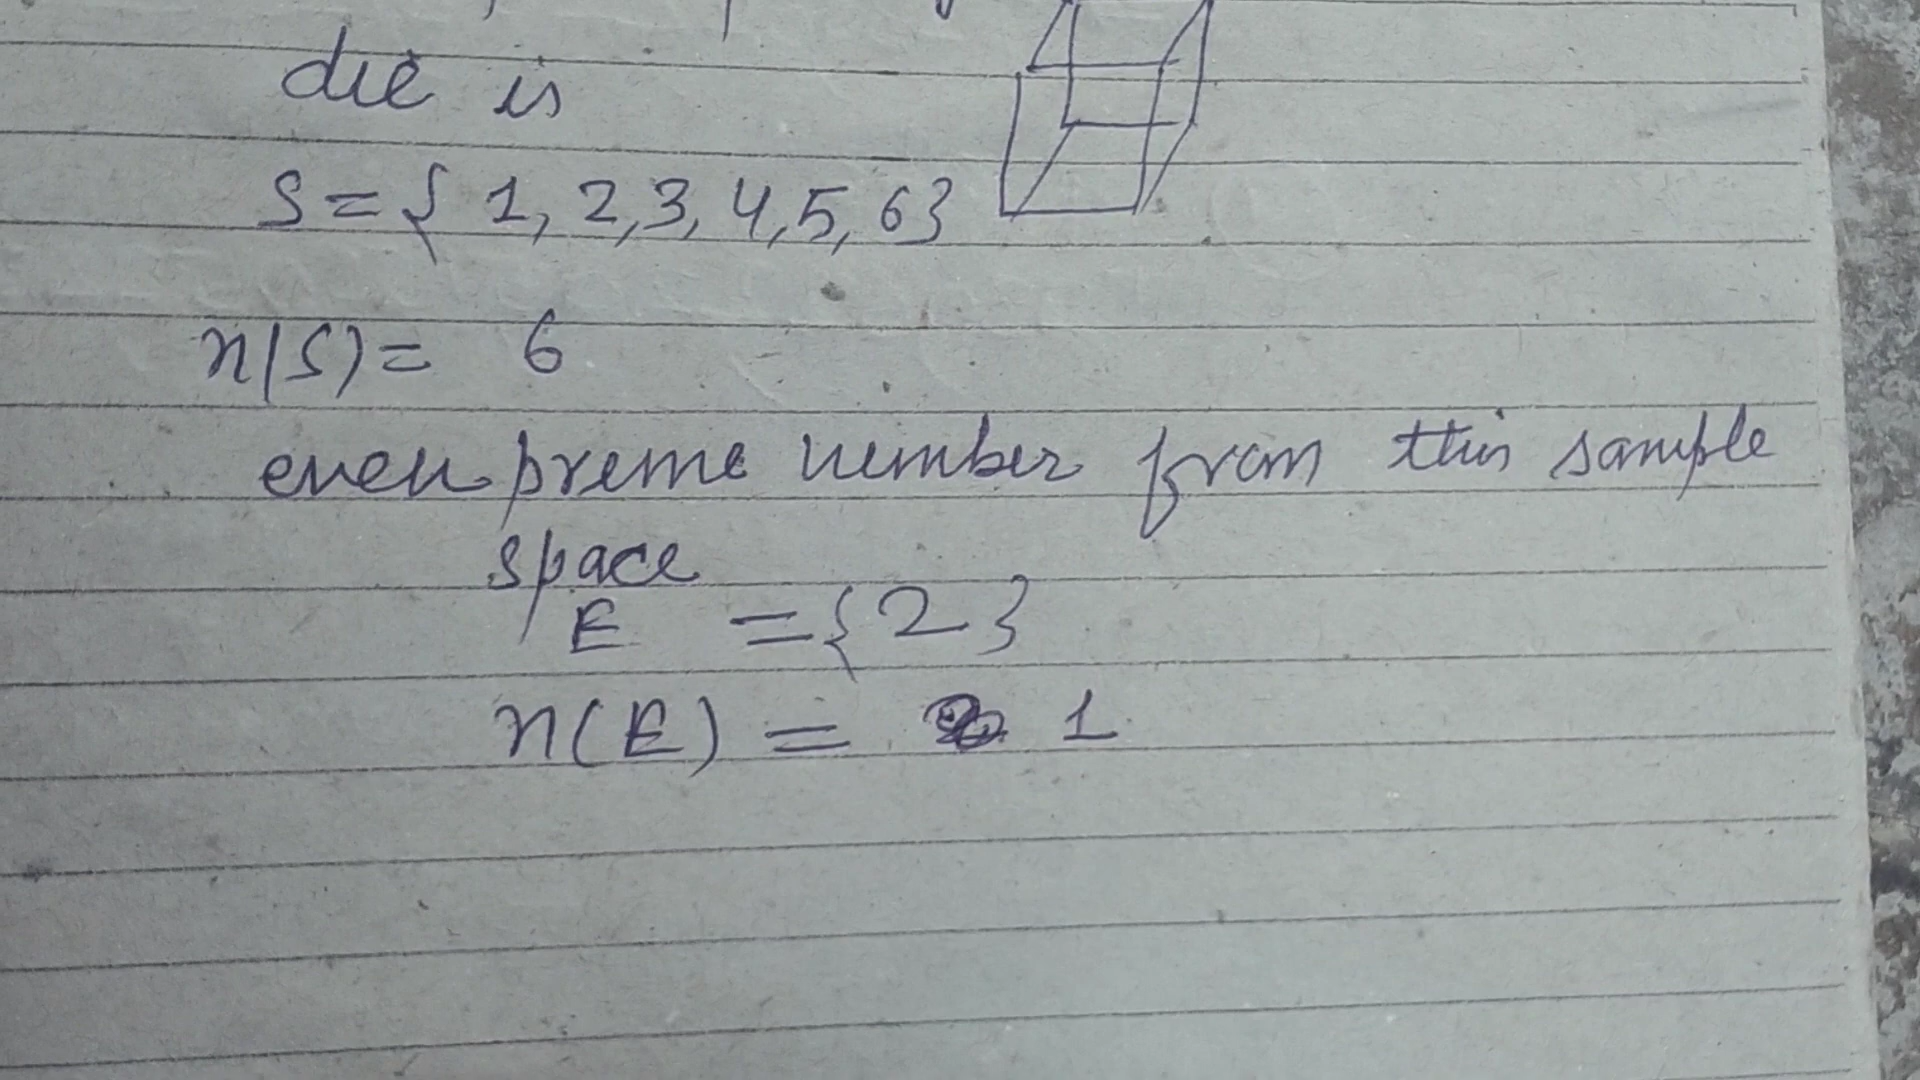 die is
S = { 1, 2, 3, 4, 5, 6}
n(S) = 6
even preme number from this sample
space
E = {2}
n(E) = 1